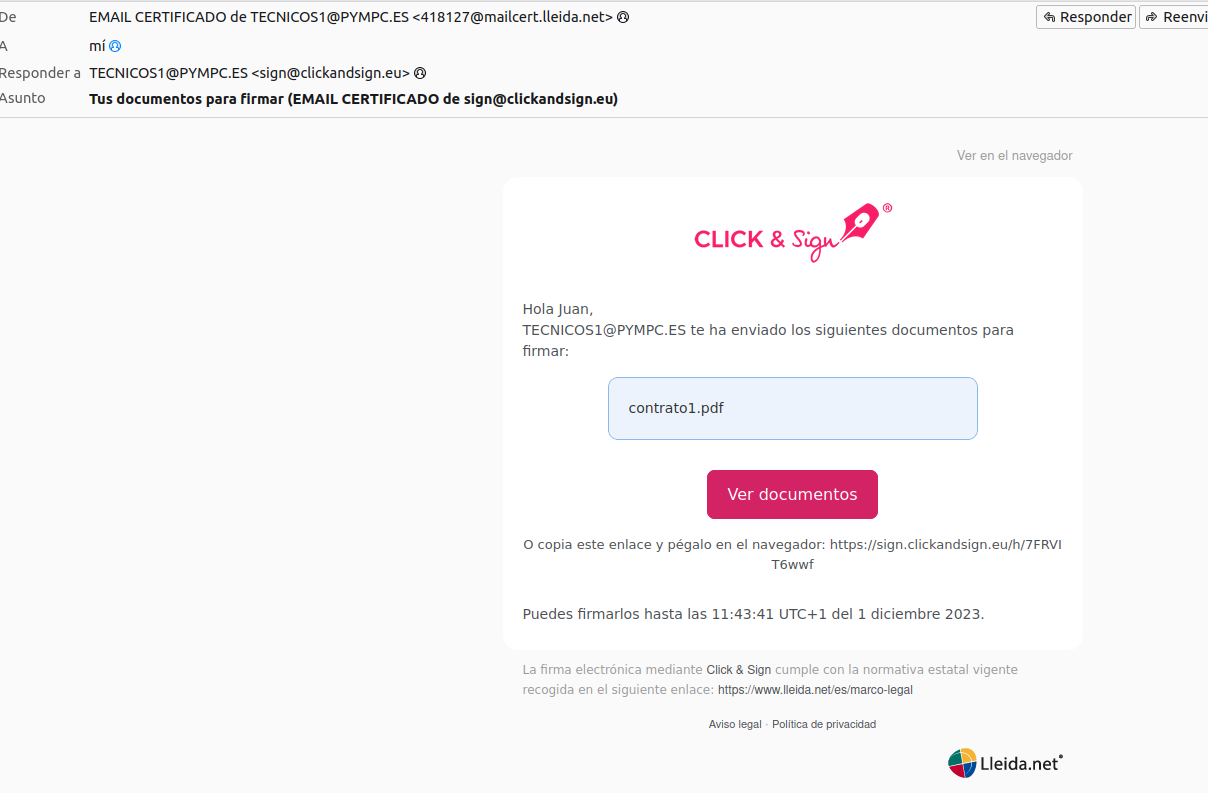 De EMAIL CERTIFICADO de TECNICOS1@PYMPC.ES <418127@mailcert.lleida.net>
Responder
Reenvi
A mí
Responder a TECNICOS1@PYMPC.ES <sign@clickandsign.eu>
Asunto Tus documentos para firmar (EMAIL CERTIFICADO de sign@clickandsign.eu)
Ver en el navegador
CLICK & Sign ®
Hola Juan,
TECNICOS1@PYMPC.ES te ha enviado los siguientes documentos para
firmar:
contrato1.pdf
Ver documentos
O copia este enlace y pégalo en el navegador: https://sign.clickandsign.eu/h/7FRVI
T6wwf
Puedes firmarlos hasta las 11:43:41 UTC+1 del 1 diciembre 2023.
La firma electrónica mediante Click & Sign cumple con la normativa estatal vigente
recogida en el siguiente enlace: https://www.lleida.net/es/marco-legal
Aviso legal · Política de privacidad
Lleida.net